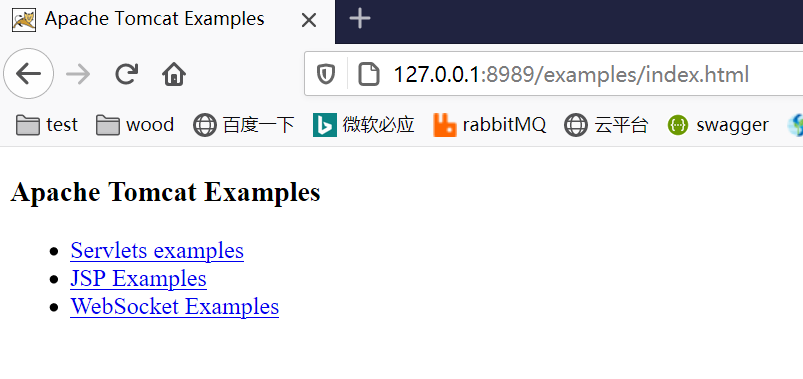 Apache Tomcat Examples
127.0.0.1:8989/examples/index.html
test wood 百度一下 微软必应 rabbitMQ 云平台 swagger
Apache Tomcat Examples
Servlets examples
JSP Examples
WebSocket Examples